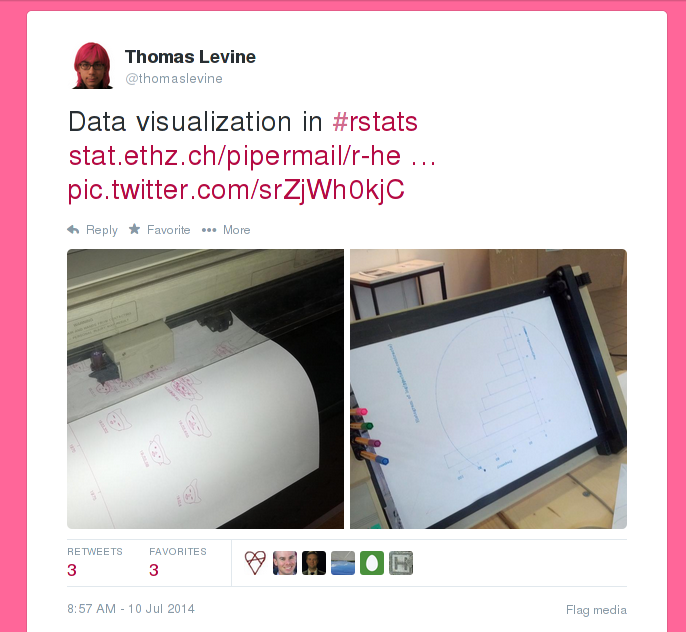 Thomas Levine
@thomaslevine
Data visualization in #rstats
stat.ethz.ch/pipermail/r-he ...
pic.twitter.com/srZjWh0kjC
Reply Favorite More
RETWEETS
3
FAVORITES
3
8:57 AM - 10 Jul 2014
Flag media